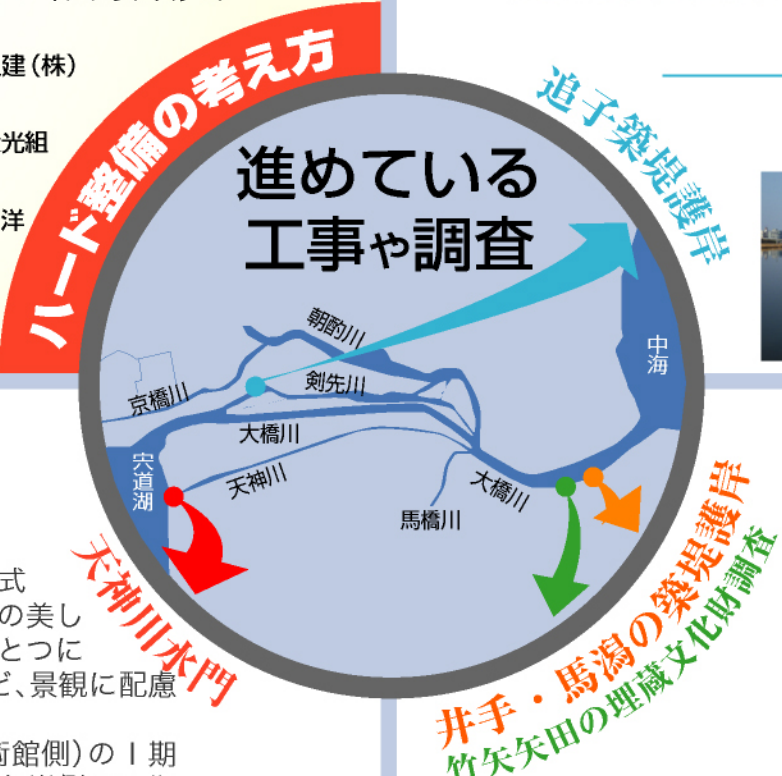 建(株)
光組
洋
ハード整備の考え方
進めている
工事や調査
追子築堤護岸
朝酌川
中海
剣先川
京橋川
大橋川
宍道湖
天神川
大橋川
馬橋川
天神川水門
井手・馬潟の築堤護岸
竹矢矢田の埋蔵文化財調査
式
の美し
とつに
ど、景観に配慮
術館側)のⅠ期